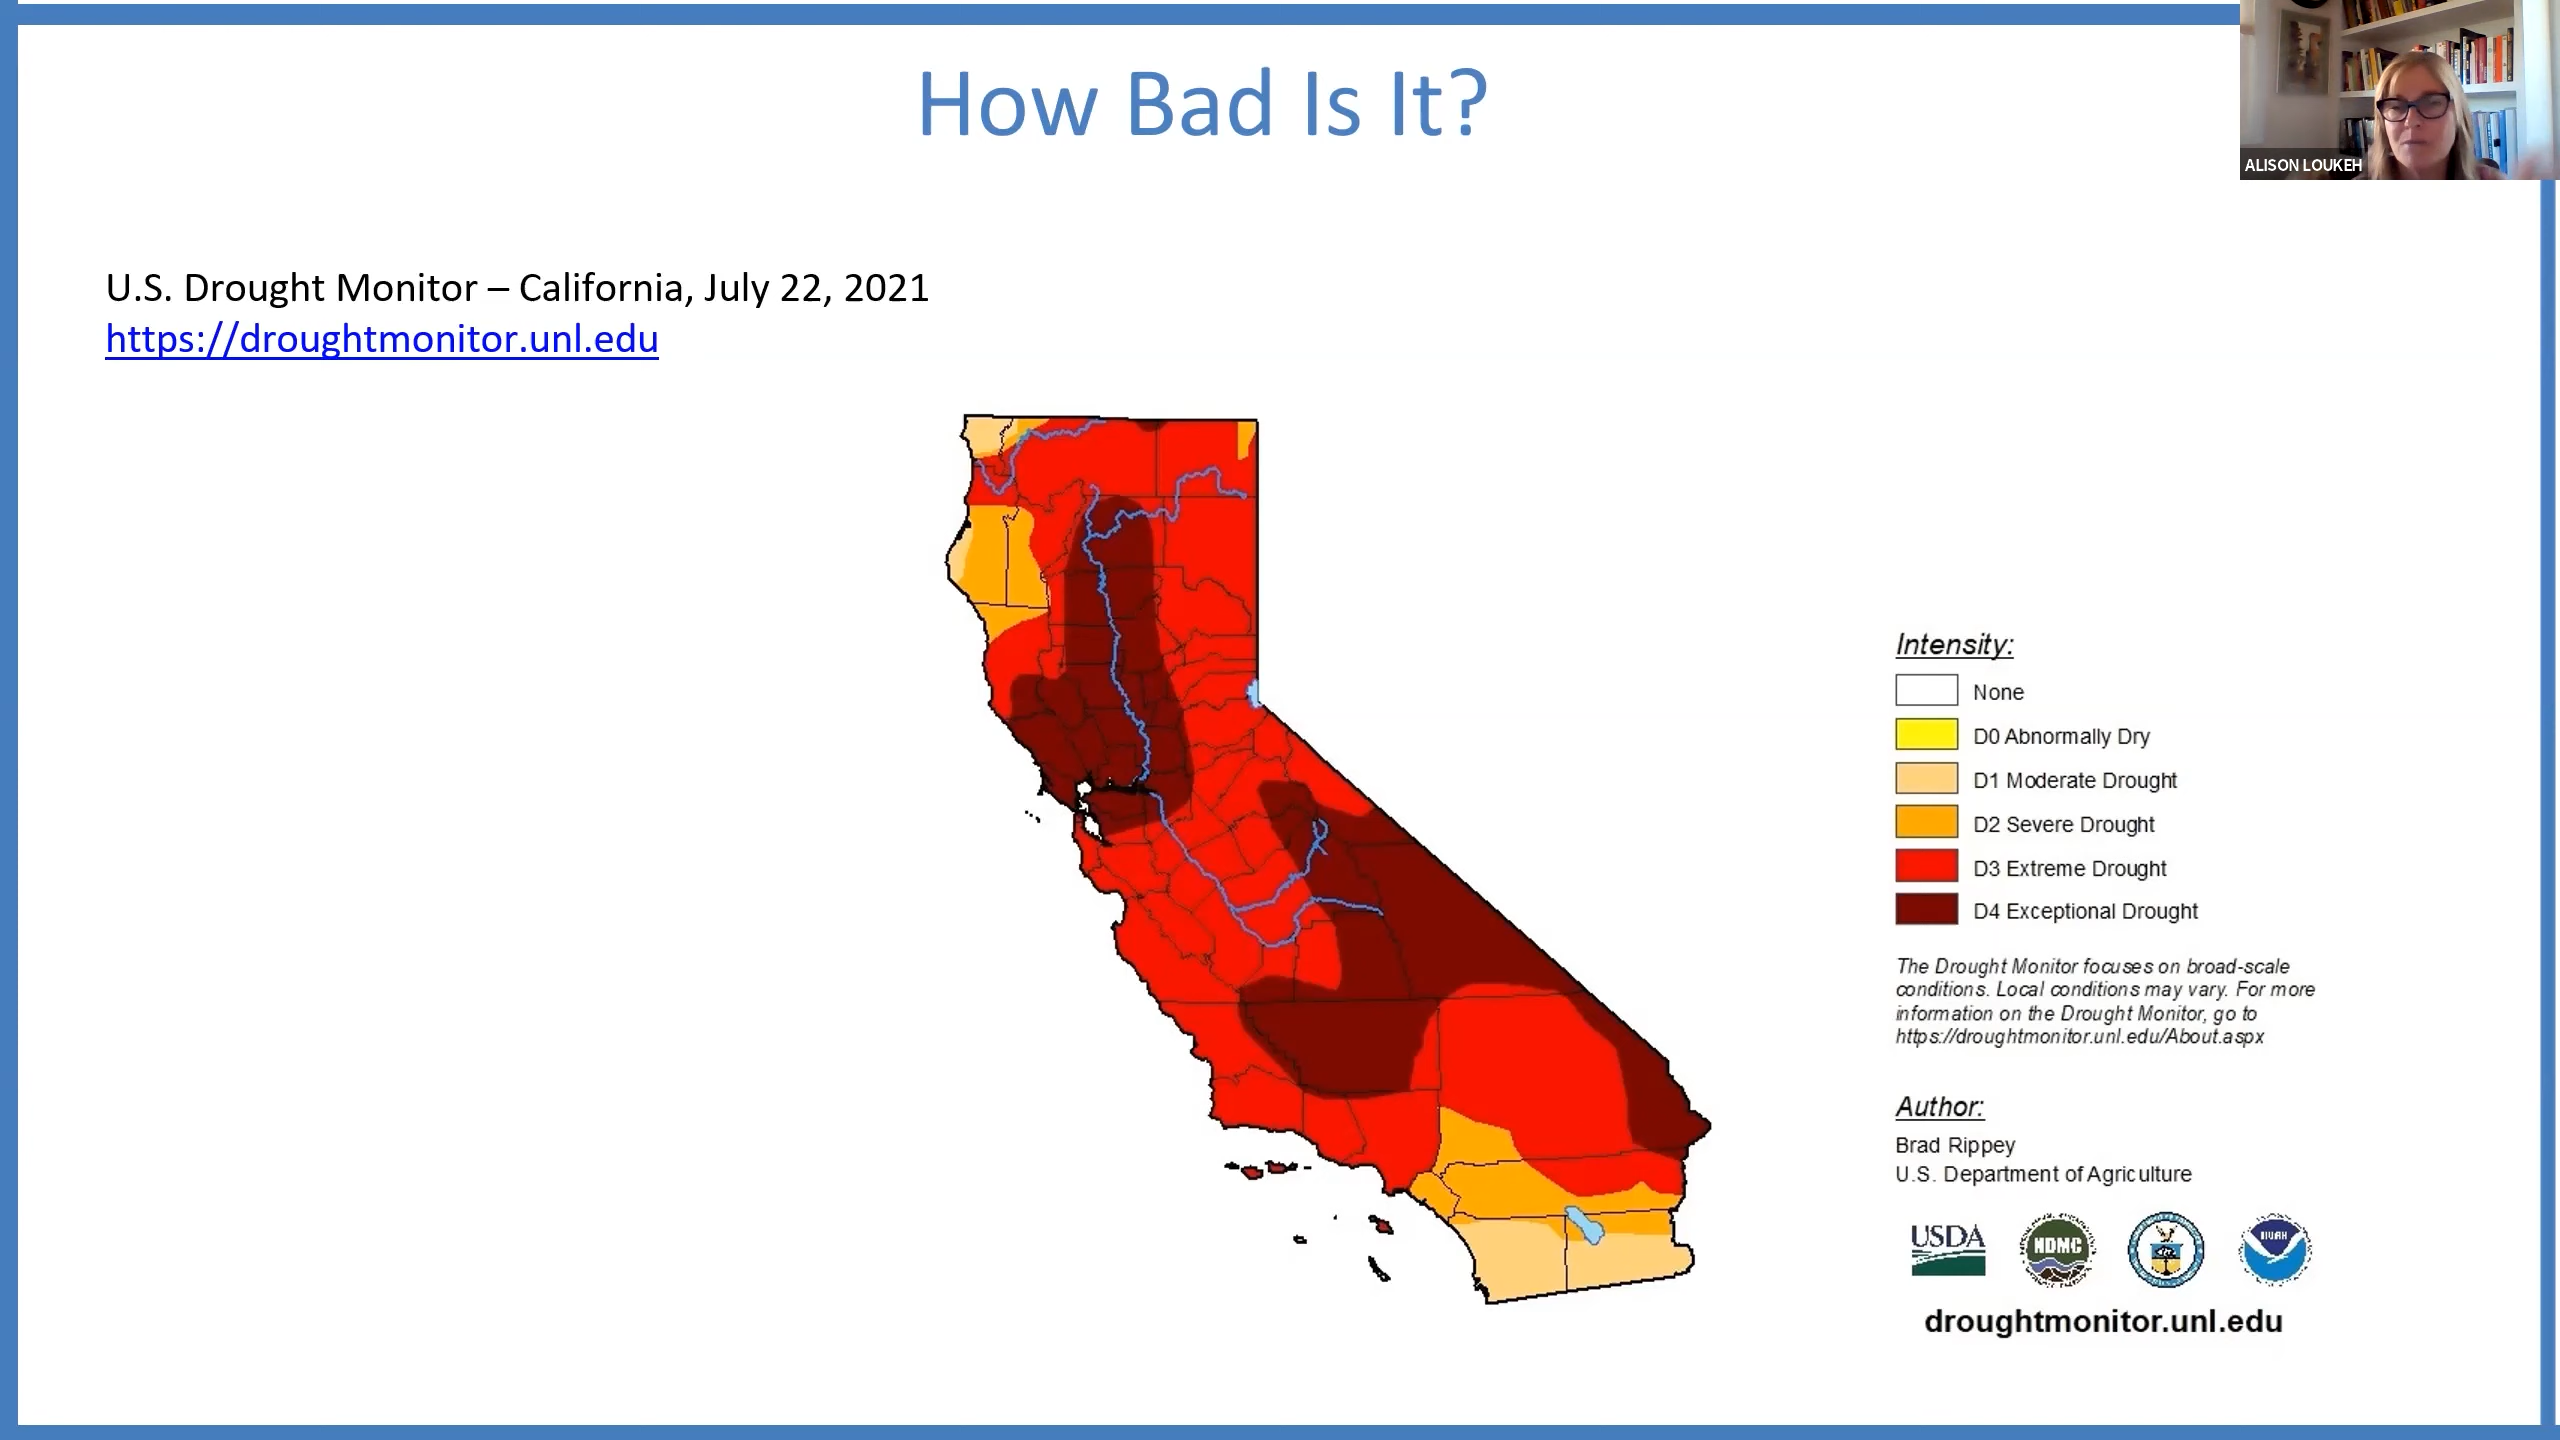 How Bad Is It?
ALISON LOUKEH
U.S. Drought Monitor – California, July 22, 2021
https://droughtmonitor.unl.edu
Intensity:
None
D0 Abnormally Dry
D1 Moderate Drought
D2 Severe Drought
D3 Extreme Drought
D4 Exceptional Drought
The Drought Monitor focuses on broad-scale
conditions. Local conditions may vary. For more
information on the Drought Monitor, go to
https://droughtmonitor.unl.edu/About.aspx
Author:
Brad Rippey
U.S. Department of Agriculture
USDA
NDMC
droughtmonitor.unl.edu